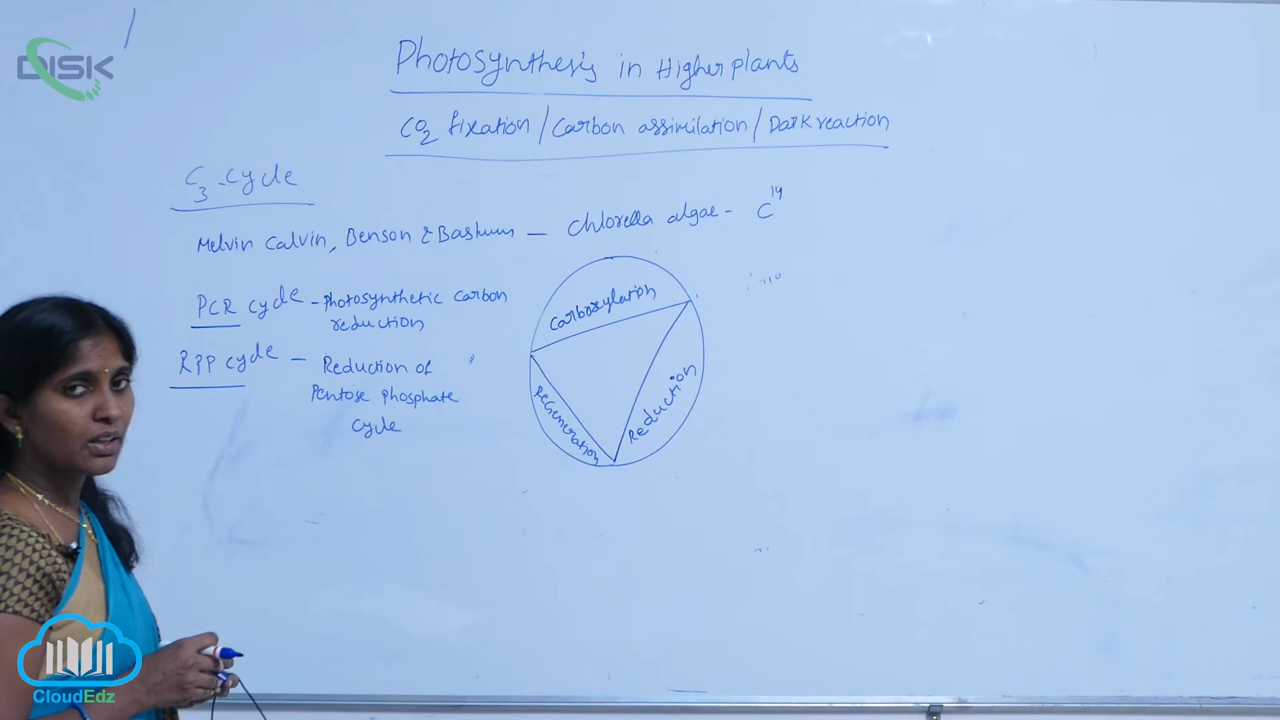 DISK
Photosynthesis in Higher plants
CO2 fixation / Carbon assimilation / Dark reaction
C3-cycle
Melvin Calvin, Benson & Bashum — Chlorella algae - C14
PCR cycle - Photosynthetic carbon
reduction
RPP cycle — Reduction of
Pentose phosphate
cycle
Carboxylation
Reduction
Regeneration
CloudEdz